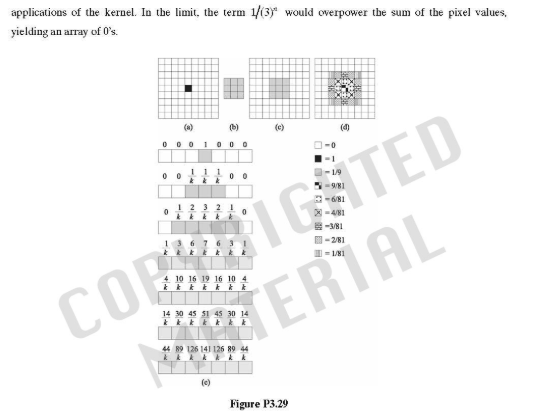 applications of the kernel. In the limit, the term 1/(3)ⁿ would overpower the sum of the pixel values,
yielding an array of 0's.
(a) (b) (c) (d)
0 0 0 1 0 0 0
0 0 1/k 1/k 1/k 0 0
0 1/k 2/k 3/k 2/k 1/k 0
1/k 3/k 6/k 7/k 6/k 3/k 1/k
4/k 10/k 16/k 19/k 16/k 10/k 4/k
14/k 30/k 45/k 51/k 45/k 30/k 14/k
44/k 89/k 126/k 141/k 126/k 89/k 44/k
(e)
=0
=1
=1/9
=9/81
=6/81
=4/81
=3/81
=2/81
=1/81
COPYRIGHTED
MATERIAL
Figure P3.29